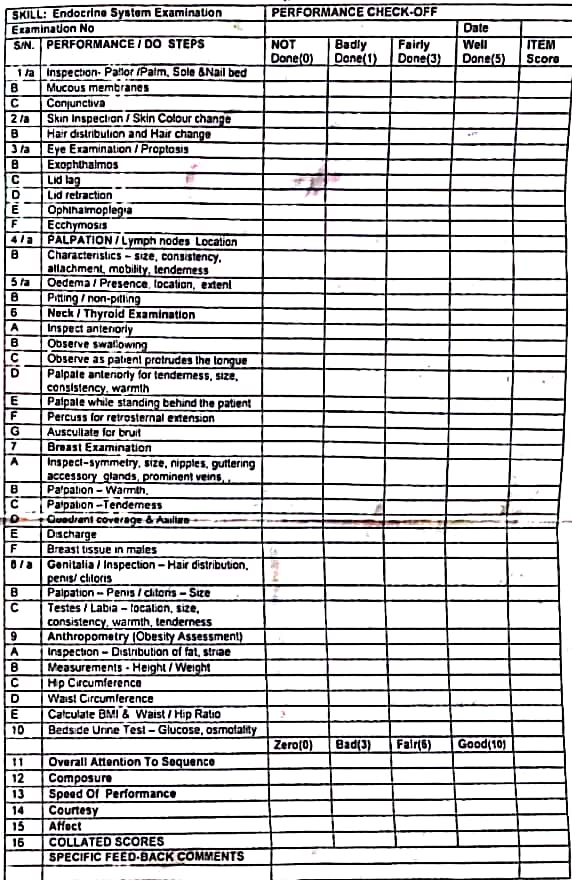 SKILL: Endocrine System Examination PERFORMANCE CHECK-OFF
Examination No Date
S/N. PERFORMANCE / DO STEPS NOT Done(0) Badly Done(1) Fairly Done(3) Well Done(5) ITEM Score
1 /a Inspection- Pallor /Palm, Sole &Nail bed
B Mucous membranes
C Conjunctiva
2 /a Skin Inspection / Skin Colour change
B Hair distribution and Hair change
3 /a Eye Examination / Proptosis
B Exophthalmos
C Lid lag
D Lid retraction
E Ophthalmoplegia
F Ecchymosis
4 / a PALPATION / Lymph nodes Location
B Characteristics – size, consistency,
attachment, mobility, tenderness
5 /a Oedema / Presence, location, extent
B Pitting / non-pitting
6 Neck / Thyroid Examination
A Inspect anteriorly
B Observe swallowing
C Observe as patient protrudes the tongue
D Palpate anteriorly for tenderness, size,
consistency, warmth
E Palpate while standing behind the patient
F Percuss for retrosternal extension
G Auscultate for bruit
7 Breast Examination
A Inspect-symmetry, size, nipples, guttering
accessory glands, prominent veins, .
B Palpation – Warmth,
C Palpation –Tenderness
D Quadrant coverage & Axillae
E Discharge
F Breast tissue in males
8 / a Genitalia / Inspection – Hair distribution,
penis/ clitoris
B Palpation – Penis / clitoris – Size
C Testes / Labia – location, size,
consistency, warmth, tenderness
9 Anthropometry (Obesity Assessment)
A Inspection – Distribution of fat, striae
B Measurements - Height / Weight
C Hip Circumference
D Waist Circumference
E Calculate BMI & Waist / Hip Ratio
10 Bedside Urine Test – Glucose, osmolality
Zero(0) Bad(3) Fair(6) Good(10)
11 Overall Attention To Sequence
12 Composure
13 Speed Of Performance
14 Courtesy
15 Affect
16 COLLATED SCORES
SPECIFIC FEED-BACK COMMENTS